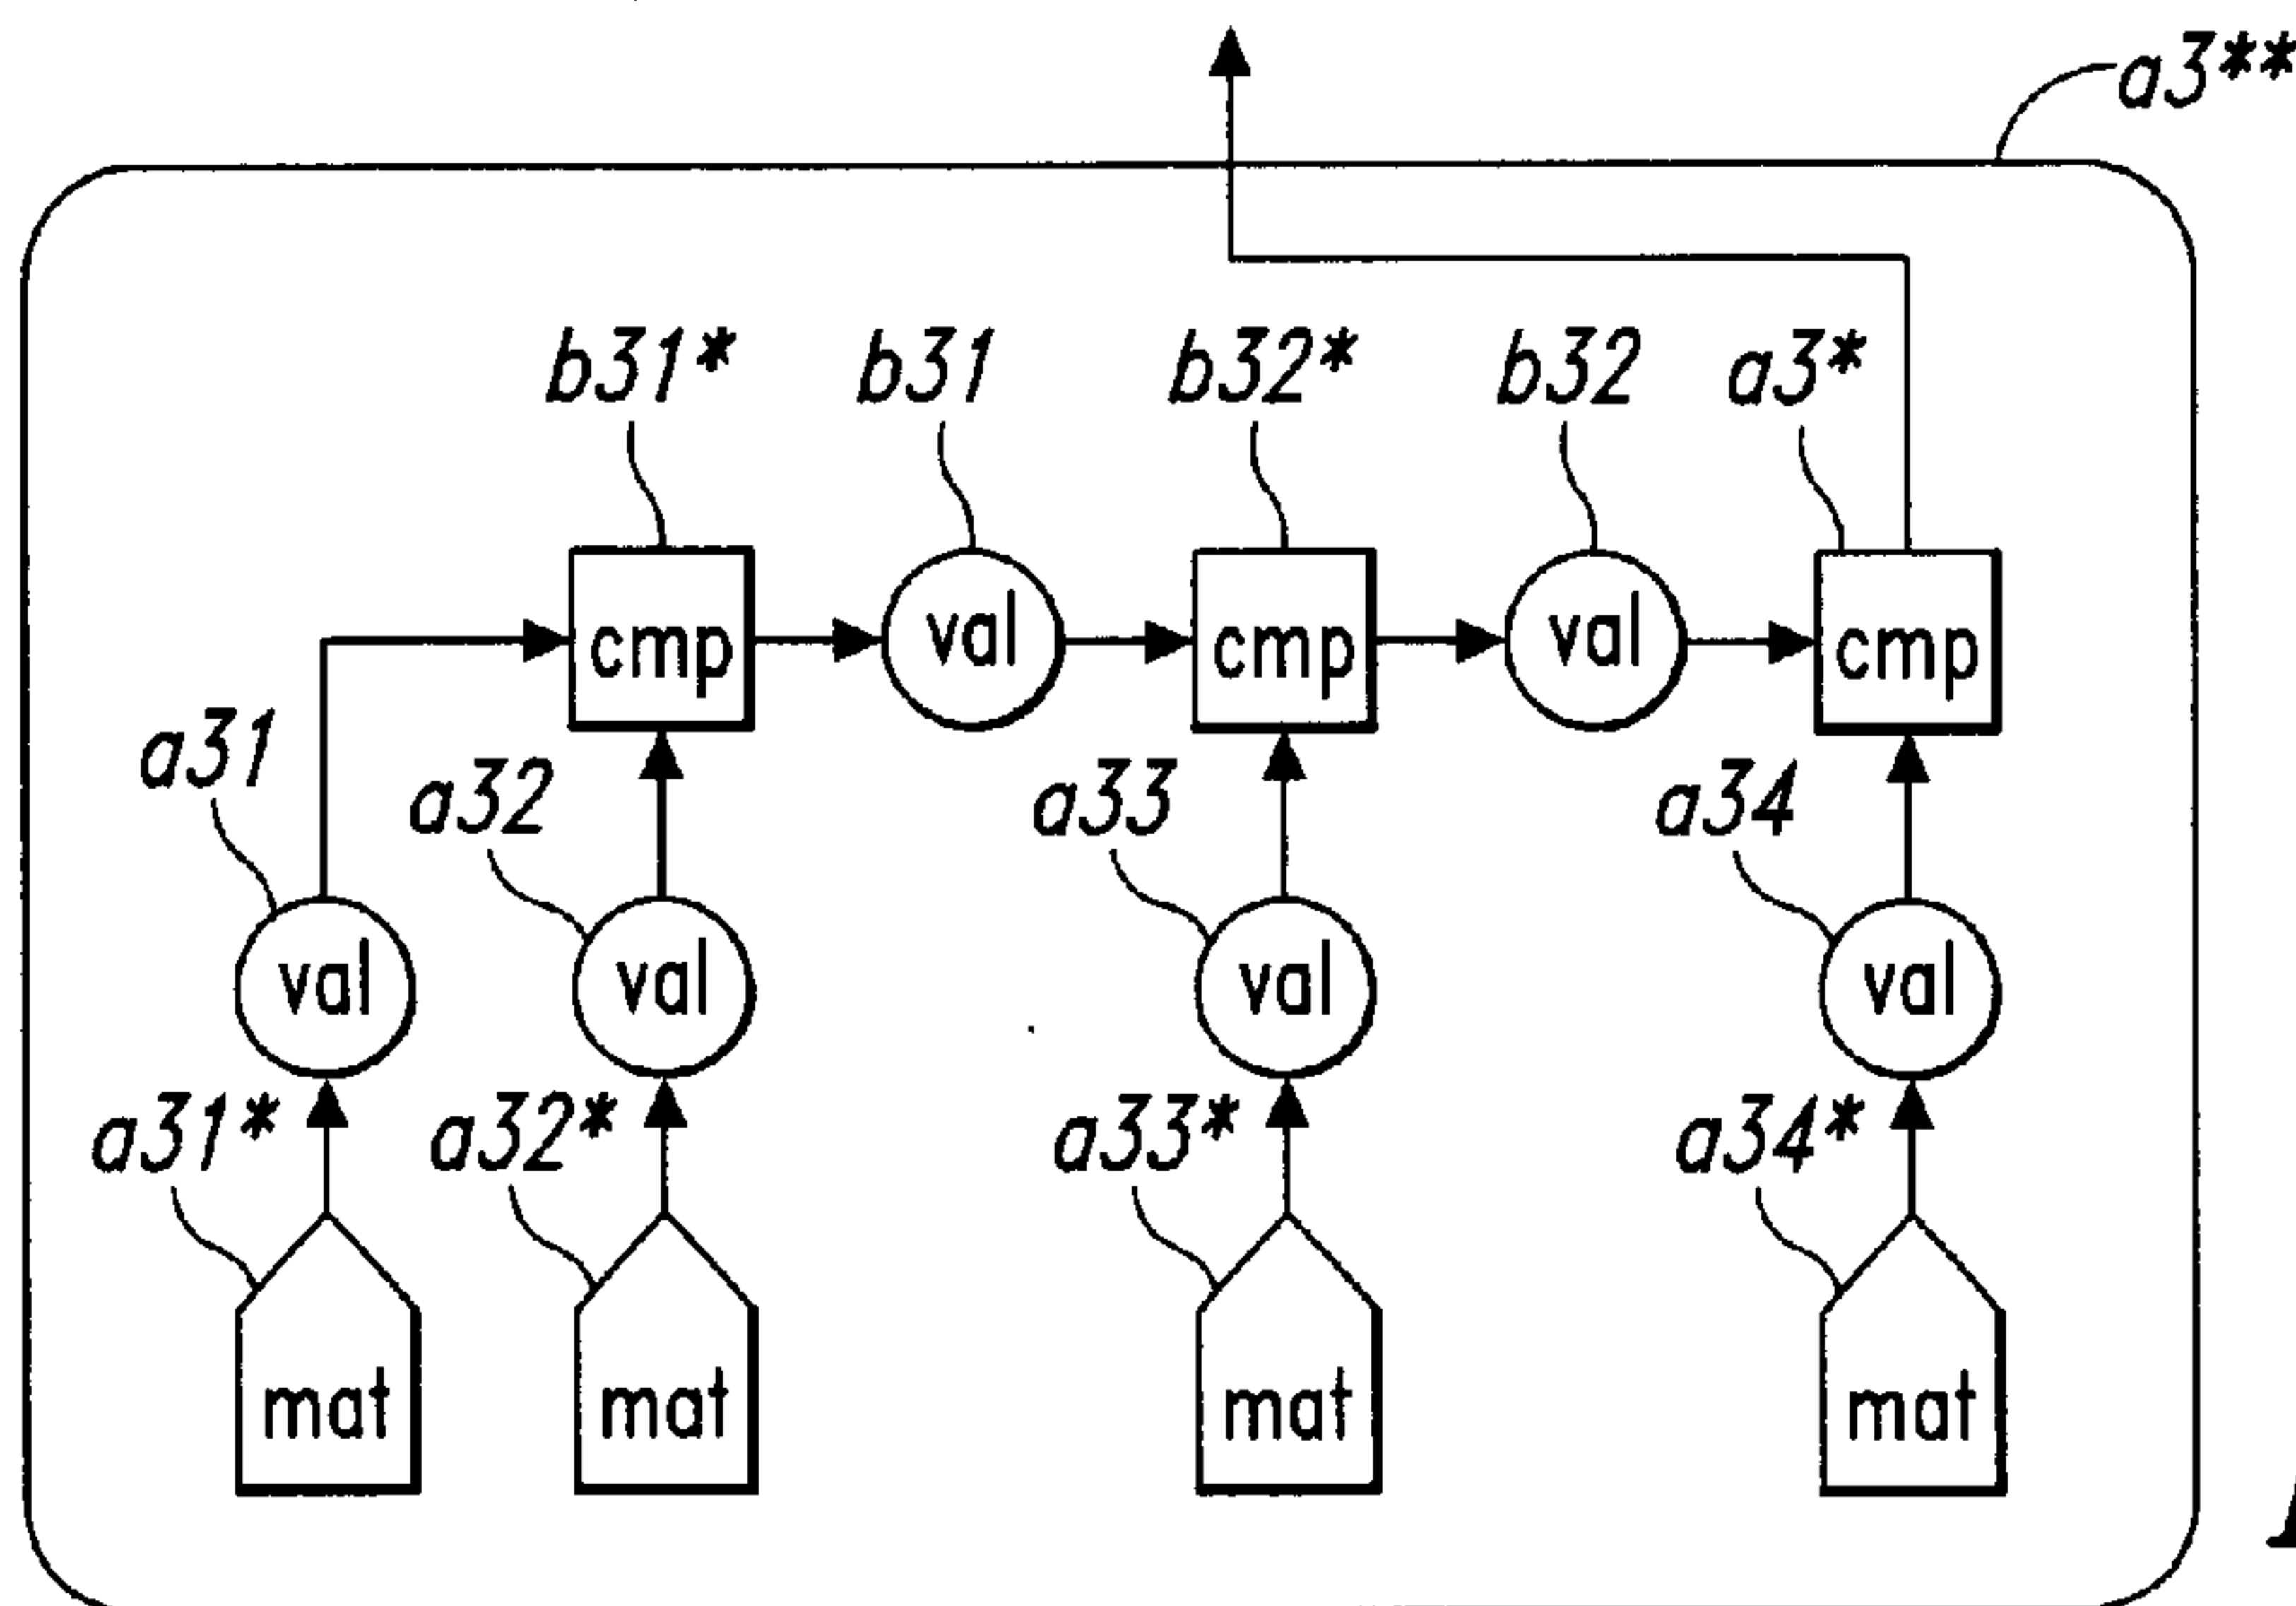 a3**
b31* b31 b32* b32 a3*
cmp val cmp val cmp
a31 a32 a33 a34
val val val val
a31* a32* a33* a34*
mat mat mat mat